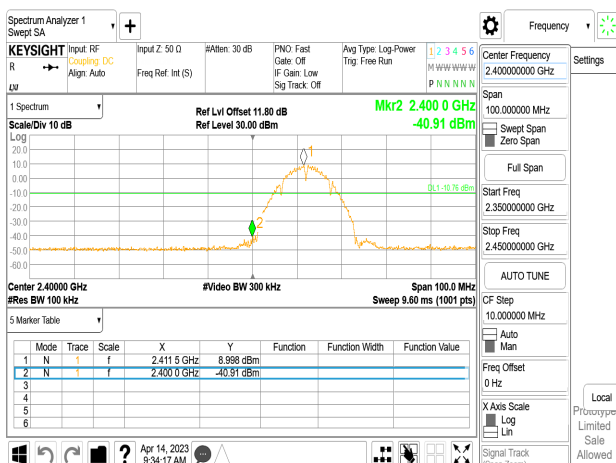 Spectrum Analyzer 1
Swept SA
Frequency
KEYSIGHT
R
Input: RF
Coupling: DC
Align: Auto
Input Z: 50 Ω
Freq Ref: Int (S)
#Atten: 30 dB
PNO: Fast
Gate: Off
IF Gain: Low
Sig Track: Off
Avg Type: Log-Power
Trig: Free Run
1 2 3 4 5 6
M W W W W W
P N N N N N
1 Spectrum
Scale/Div 10 dB
Ref Lvl Offset 11.80 dB
Ref Level 30.00 dBm
Mkr2 2.400 0 GHz
-40.91 dBm
Log
20.0
10.0
0.00
-10.0
-20.0
-30.0
-40.0
-50.0
-60.0
1
2
DL1 -10.76 dBm
Center 2.40000 GHz
#Res BW 100 kHz
#Video BW 300 kHz
Span 100.0 MHz
Sweep 9.60 ms (1001 pts)
5 Marker Table
Mode Trace Scale X Y Function Function Width Function Value
1 N 1 f 2.411 5 GHz 8.998 dBm
2 N 1 f 2.400 0 GHz -40.91 dBm
3
4
5
6
Apr 14, 2023
9:34:17 AM
Center Frequency
2.400000000 GHz
Span
100.000000 MHz
Swept Span
Zero Span
Full Span
Start Freq
2.350000000 GHz
Stop Freq
2.450000000 GHz
AUTO TUNE
CF Step
10.000000 MHz
Auto
Man
Freq Offset
0 Hz
X Axis Scale
Log
Lin
Signal Track
Settings
Local
Prototype
Limited
Sale
Allowed